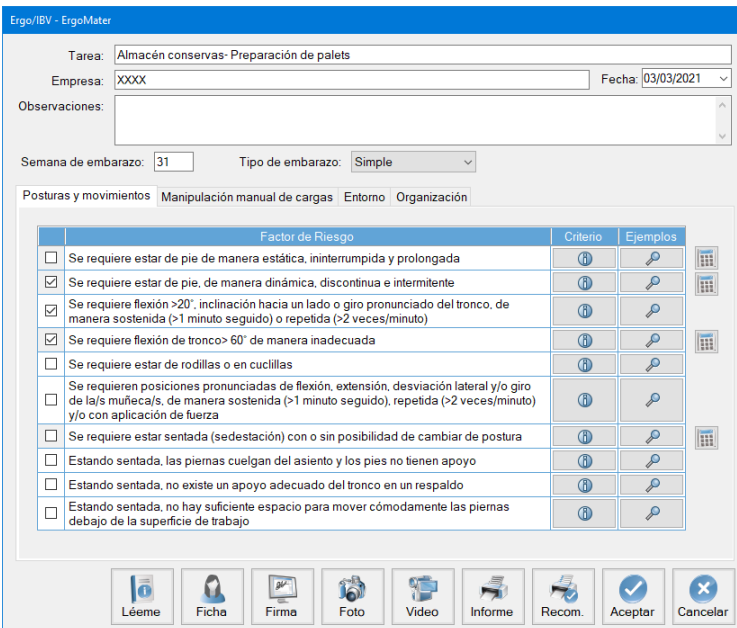 Ergo/IBV - ErgoMater
Tarea: Almacén conservas- Preparación de palets
Empresa: XXXX Fecha: 03/03/2021
Observaciones:
Semana de embarazo: 31 Tipo de embarazo: Simple
Posturas y movimientos Manipulación manual de cargas Entorno Organización
Factor de Riesgo Criterio Ejemplos
Se requiere estar de pie de manera estática, ininterrumpida y prolongada
Se requiere estar de pie, de manera dinámica, discontinua e intermitente
Se requiere flexión >20°, inclinación hacia un lado o giro pronunciado del tronco, de
manera sostenida (>1 minuto seguido) o repetida (>2 veces/minuto)
Se requiere flexión de tronco> 60° de manera inadecuada
Se requiere estar de rodillas o en cuclillas
Se requieren posiciones pronunciadas de flexión, extensión, desviación lateral y/o giro
de la/s muñeca/s, de manera sostenida (>1 minuto seguido), repetida (>2 veces/minuto)
y/o con aplicación de fuerza
Se requiere estar sentada (sedestación) con o sin posibilidad de cambiar de postura
Estando sentada, las piernas cuelgan del asiento y los pies no tienen apoyo
Estando sentada, no existe un apoyo adecuado del tronco en un respaldo
Estando sentada, no hay suficiente espacio para mover cómodamente las piernas
debajo de la superficie de trabajo
Léeme Ficha Firma Foto Video Informe Recom. Aceptar Cancelar